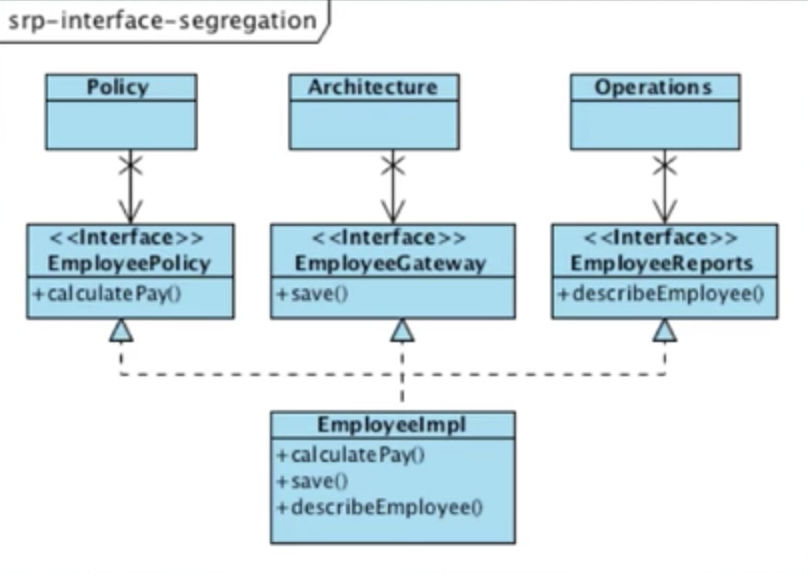 srp-interface-segregation
Policy
Architecture
Operations
<<Interface>>
EmployeePolicy
+calculatePay()
<<Interface>>
EmployeeGateway
+save()
<<Interface>>
EmployeeReports
+describeEmployee()
EmployeeImpl
+calculatePay()
+save()
+describeEmployee()